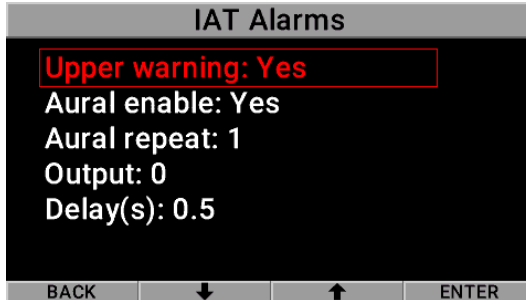 IAT Alarms
Upper warning: Yes
Aural enable: Yes
Aural repeat: 1
Output: 0
Delay(s): 0.5
BACK ENTER